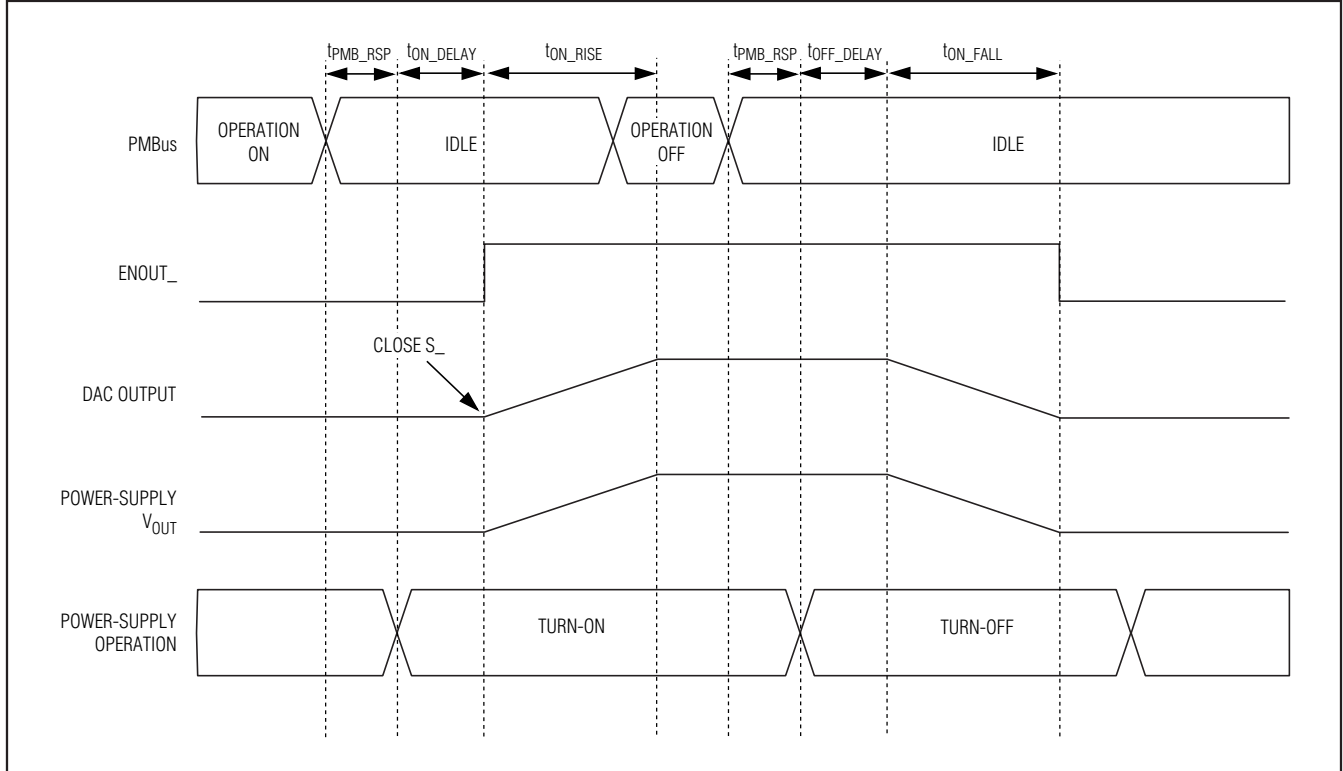 tPMB_RSP tON_DELAY tON_RISE tPMB_RSP tOFF_DELAY tON_FALL
PMBus
OPERATION
ON
IDLE
OPERATION
OFF
IDLE
ENOUT_
CLOSE S_
DAC OUTPUT
POWER-SUPPLY
VOUT
POWER-SUPPLY
OPERATION
TURN-ON
TURN-OFF